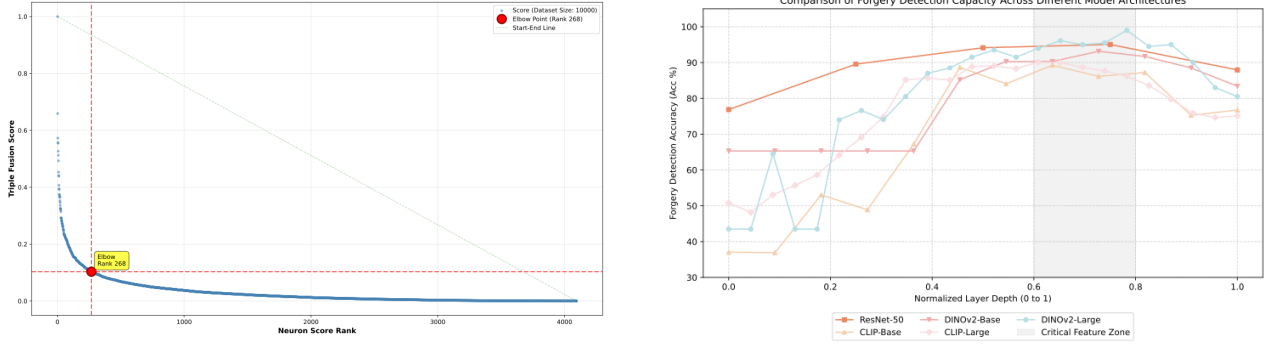 Score (Dataset Size: 10000)
Elbow Point (Rank 268)
Start-End Line
1.0
0.8
0.6
0.4
0.2
0.0
Triple Fusion Score
Elbow
Rank 268
0
1000
2000
3000
4000
Neuron Score Rank
Comparison of Forgery Detection Capacity Across Different Model Architectures
100
90
80
70
60
50
40
30
Forgery Detection Accuracy (Acc %)
0.0
0.2
0.4
0.6
0.8
1.0
Normalized Layer Depth (0 to 1)
ResNet-50
DINOv2-Base
DINOv2-Large
CLIP-Base
CLIP-Large
Critical Feature Zone